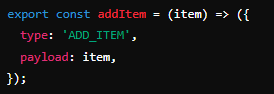 export const addItem = (item) => ({
  type: 'ADD_ITEM',
  payload: item,
});